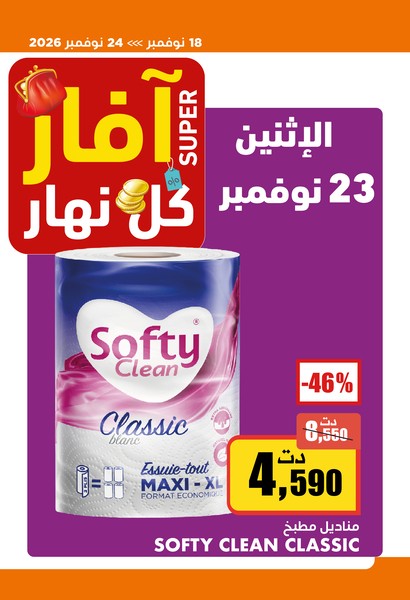 18 نوفمبر >>> 24 نوفمبر 2026
آفار
SUPER
كل نهار
الإثنين
23 نوفمبر
Softy
Clean
®
Classic
blanc
Essuie-tout
MAXI - XL
FORMAT ECONOMIQUE
-46%
دت
8,550
دت
4,590
مناديل مطبخ
SOFTY CLEAN CLASSIC